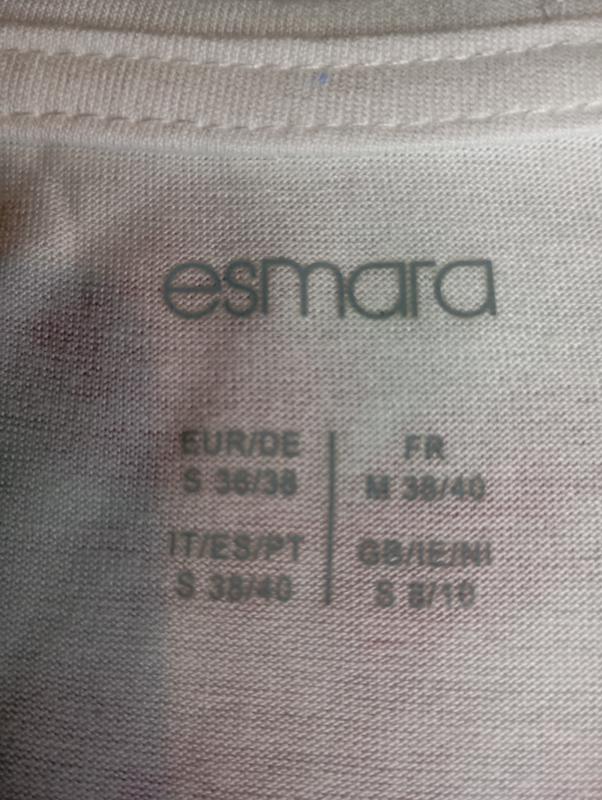 esmara
EUR/DE
S 36/38
FR
M 38/40
IT/ES/PT
S 38/40
GB/IE/NI
S 8/10